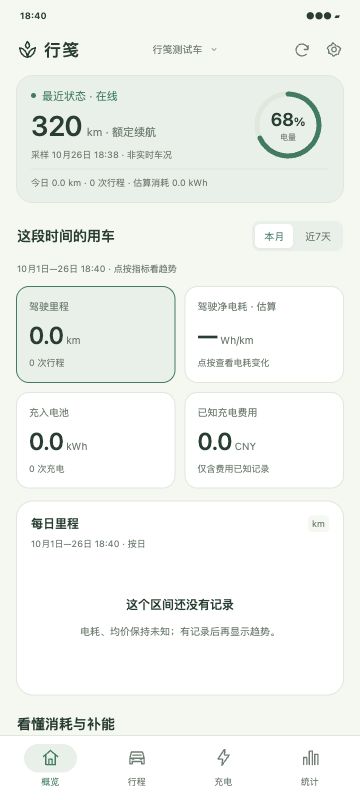 18:40
行笺
行笺测试车
最近状态 · 在线
320 km · 额定续航
采样 10月26日 18:38 · 非实时车况
68%
电量
今日 0.0 km · 0 次行程 · 估算消耗 0.0 kWh
这段时间的用车
本月
近7天
10月1日—26日 18:40 · 点按指标看趋势
驾驶里程
0.0 km
0 次行程
驾驶净电耗 · 估算
— Wh/km
点按查看电耗变化
充入电池
0.0 kWh
0 次充电
已知充电费用
0.0 CNY
仅含费用已知记录
每日里程
km
10月1日—26日 18:40 · 按日
这个区间还没有记录
电耗、均价保持未知；有记录后再显示趋势。
看懂消耗与补能
概览
行程
充电
统计